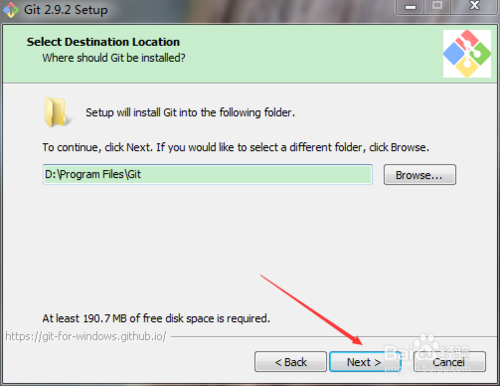 Git 2.9.2 Setup
Select Destination Location
Where should Git be installed?
Setup will install Git into the following folder.
To continue, click Next. If you would like to select a different folder, click Browse.
D:\Program Files\Git
Browse...
At least 190.7 MB of free disk space is required.
https://git-for-windows.github.io/
< Back
Next >
Cancel